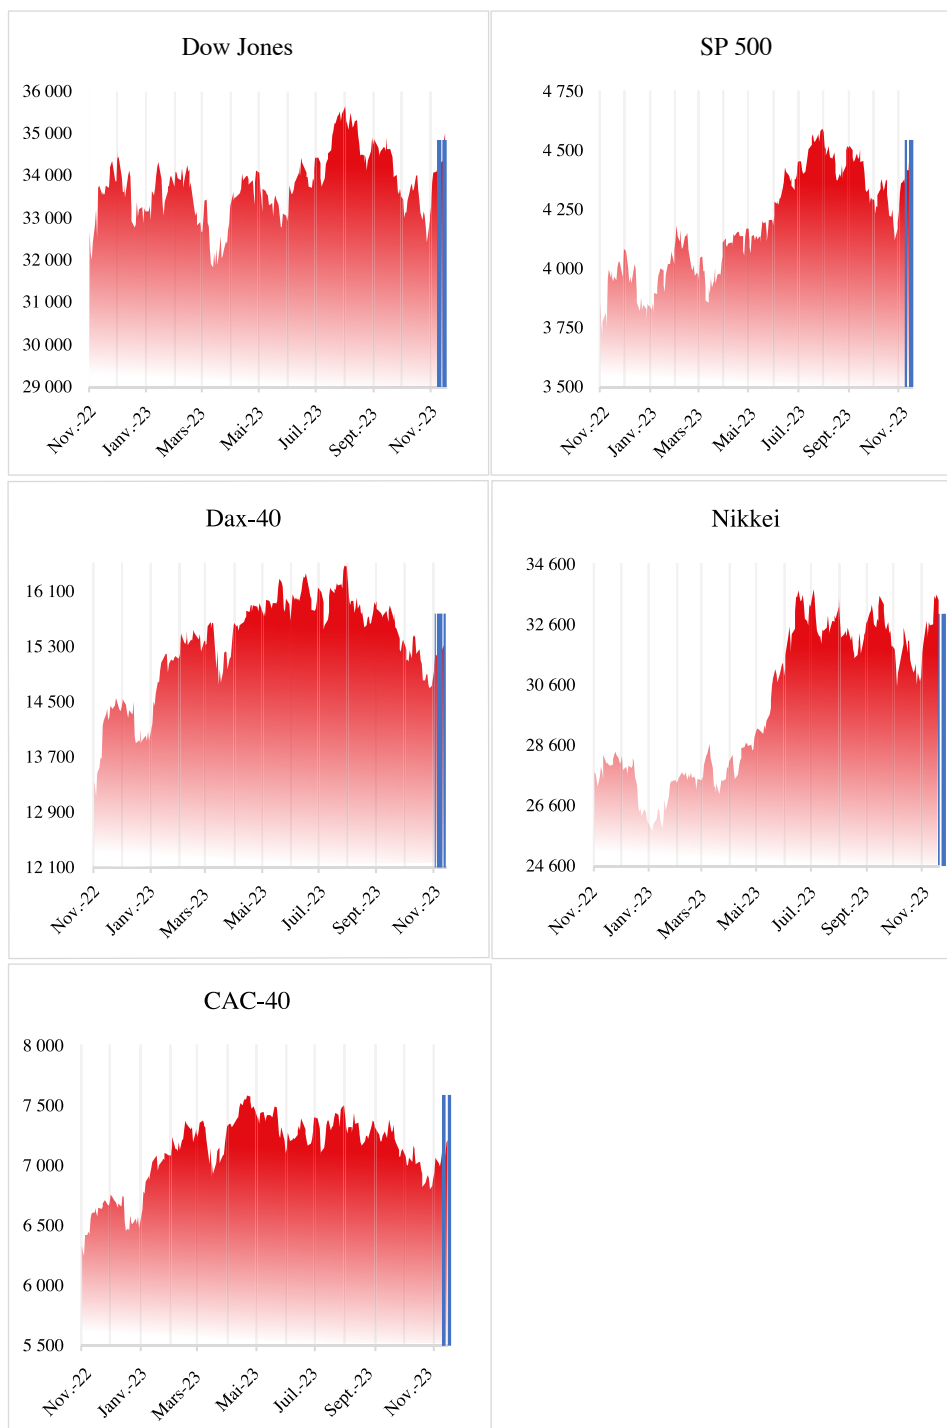 Dow Jones
36 000
35 000
34 000
33 000
32 000
31 000
30 000
29 000
Nov.-22
Janv.-23
Mars-23
Mai-23
Juil.-23
Sept.-23
Nov.-23
SP 500
4 750
4 500
4 250
4 000
3 750
3 500
Nov.-22
Janv.-23
Mars-23
Mai-23
Juil.-23
Sept.-23
Nov.-23
Dax-40
16 100
15 300
14 500
13 700
12 900
12 100
Nov.-22
Janv.-23
Mars-23
Mai-23
Juil.-23
Sept.-23
Nov.-23
Nikkei
34 600
32 600
30 600
28 600
26 600
24 600
Nov.-22
Janv.-23
Mars-23
Mai-23
Juil.-23
Sept.-23
Nov.-23
CAC-40
8 000
7 500
7 000
6 500
6 000
5 500
Nov.-22
Janv.-23
Mars-23
Mai-23
Juil.-23
Sept.-23
Nov.-23